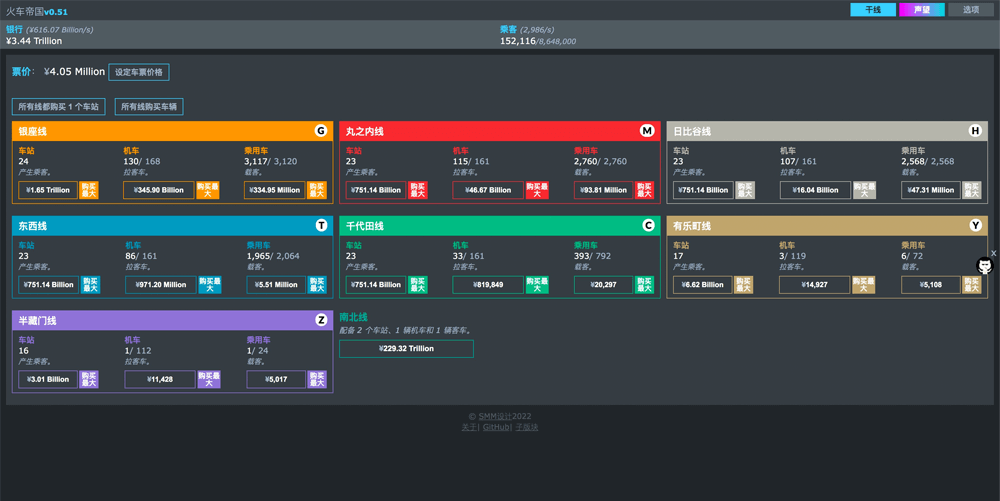 火车帝国v0.51
干线 声望 选项
银行 (¥616.07 Billion/s)
¥3.44 Trillion
乘客 (2,986/s)
152,116/8,648,000
票价: ¥4.05 Million 设定车票价格
所有线都购买 1 个车站 所有线购买车辆
银座线 G
车站 机车 乘用车
24 130/ 168 3,117/ 3,120
产生乘客。 拉客车。 载客。
¥1.65 Trillion 购买最大 ¥345.90 Billion 购买最大 ¥334.95 Million 购买最大
丸之内线 M
车站 机车 乘用车
23 115/ 161 2,760/ 2,760
产生乘客。 拉客车。 载客。
¥751.14 Billion 购买最大 ¥46.67 Billion 购买最大 ¥93.81 Million 购买最大
日比谷线 H
车站 机车 乘用车
23 107/ 161 2,568/ 2,568
产生乘客。 拉客车。 载客。
¥751.14 Billion 购买最大 ¥16.04 Billion 购买最大 ¥47.31 Million 购买最大
东西线 T
车站 机车 乘用车
23 86/ 161 1,965/ 2,064
产生乘客。 拉客车。 载客。
¥751.14 Billion 购买最大 ¥971.20 Million 购买最大 ¥5.51 Million 购买最大
千代田线 C
车站 机车 乘用车
23 33/ 161 393/ 792
产生乘客。 拉客车。 载客。
¥751.14 Billion 购买最大 ¥819,849 购买最大 ¥20,297 购买最大
有乐町线 Y
车站 机车 乘用车
17 3/ 119 6/ 72
产生乘客。 拉客车。 载客。
¥6.62 Billion 购买最大 ¥14,927 购买最大 ¥5,108 购买最大
X
半藏门线 Z
车站 机车 乘用车
16 1/ 112 1/ 24
产生乘客。 拉客车。 载客。
¥3.01 Billion 购买最大 ¥11,428 购买最大 ¥5,017 购买最大
南北线
配备 2 个车站、1 辆机车和 1 辆客车。
¥229.32 Trillion
© SMM设计2022
关于| GitHub| 子版块